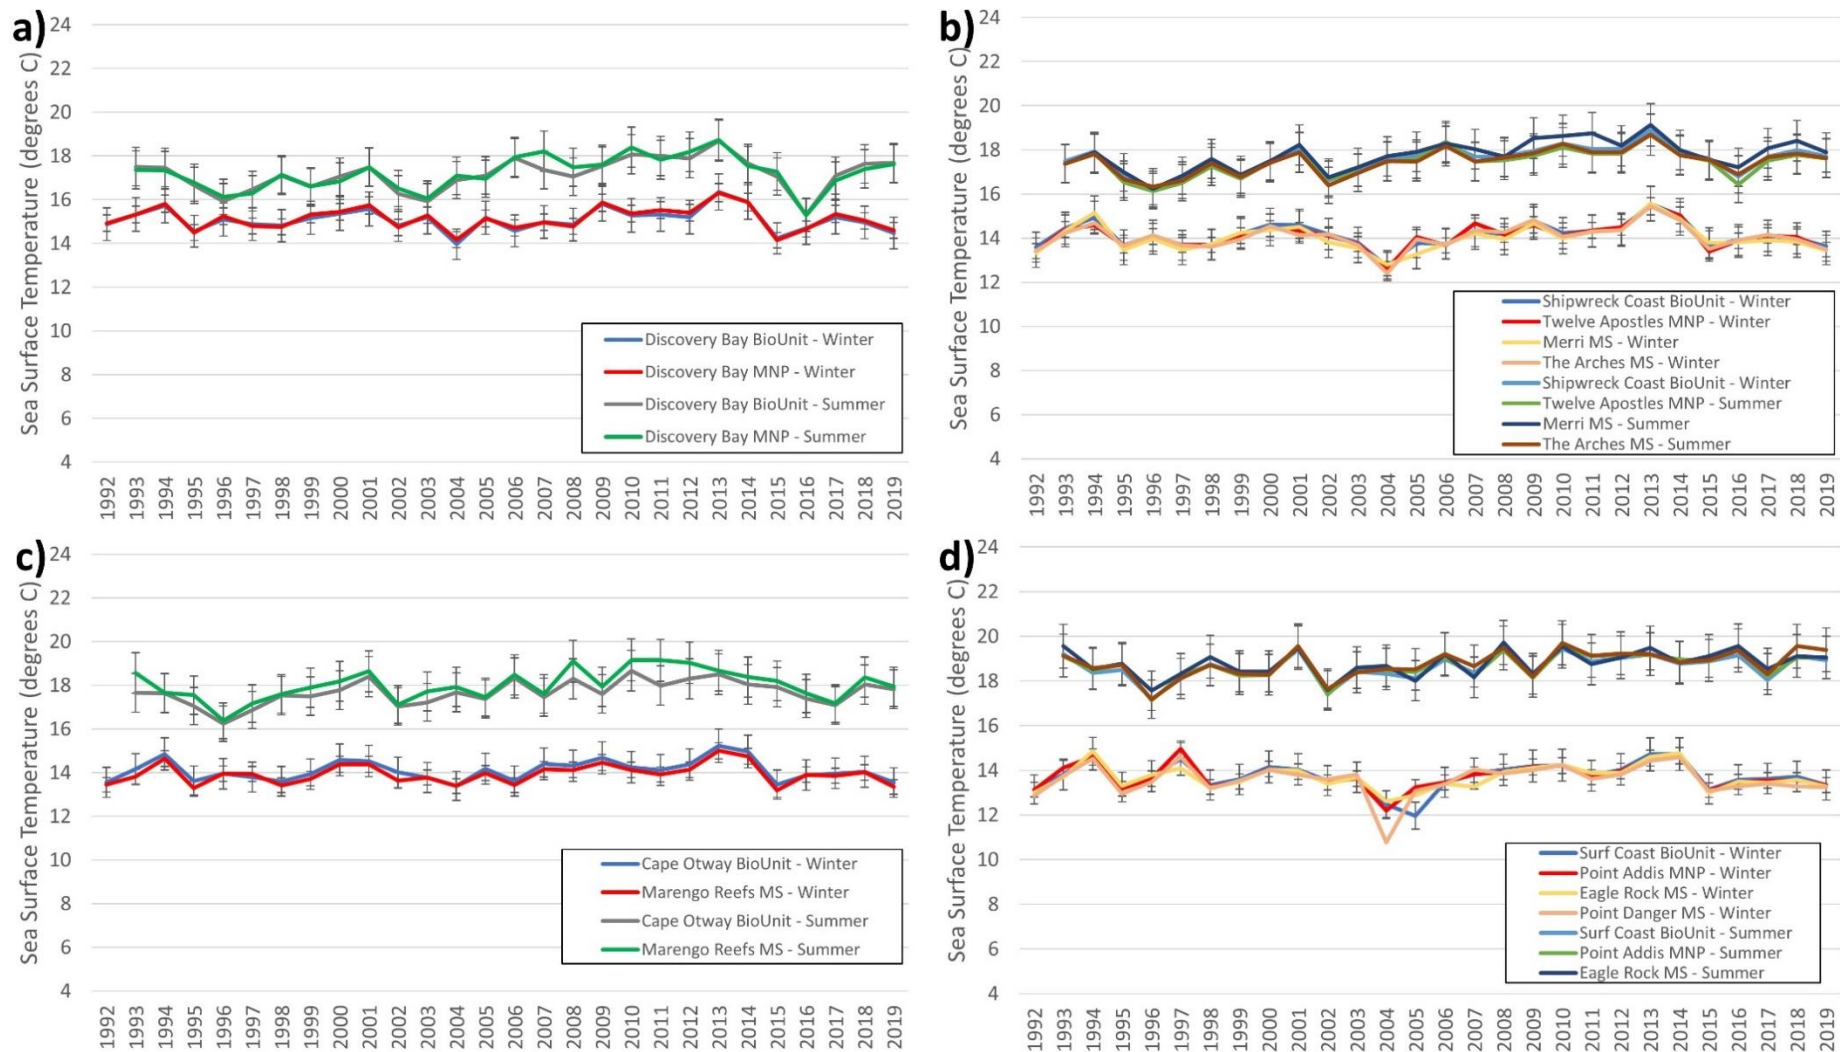 a)
Sea Surface Temperature (degrees C)
24
22
20
18
16
14
12
10
8
6
4
1992 1993 1994 1995 1996 1997 1998 1999 2000 2001 2002 2003 2004 2005 2006 2007 2008 2009 2010 2011 2012 2013 2014 2015 2016 2017 2018 2019
Discovery Bay BioUnit - Winter
Discovery Bay MNP - Winter
Discovery Bay BioUnit - Summer
Discovery Bay MNP - Summer
b)
Sea Surface Temperature (degrees C)
24
22
20
18
16
14
12
10
8
6
4
1992 1993 1994 1995 1996 1997 1998 1999 2000 2001 2002 2003 2004 2005 2006 2007 2008 2009 2010 2011 2012 2013 2014 2015 2016 2017 2018 2019
Shipwreck Coast BioUnit - Winter
Twelve Apostles MNP - Winter
Merri MS - Winter
The Arches MS - Winter
Shipwreck Coast BioUnit - Winter
Twelve Apostles MNP - Summer
Merri MS - Summer
The Arches MS - Summer
c)
Sea Surface Temperature (degrees C)
24
22
20
18
16
14
12
10
8
6
4
1992 1993 1994 1995 1996 1997 1998 1999 2000 2001 2002 2003 2004 2005 2006 2007 2008 2009 2010 2011 2012 2013 2014 2015 2016 2017 2018 2019
Cape Otway BioUnit - Winter
Marengo Reefs MS - Winter
Cape Otway BioUnit - Summer
Marengo Reefs MS - Summer
d)
Sea Surface Temperature (degrees C)
24
22
20
18
16
14
12
10
8
6
4
1992 1993 1994 1995 1996 1997 1998 1999 2000 2001 2002 2003 2004 2005 2006 2007 2008 2009 2010 2011 2012 2013 2014 2015 2016 2017 2018 2019
Surf Coast BioUnit - Winter
Point Addis MNP - Winter
Eagle Rock MS - Winter
Point Danger MS - Winter
Surf Coast BioUnit - Summer
Point Addis MNP - Summer
Eagle Rock MS - Summer